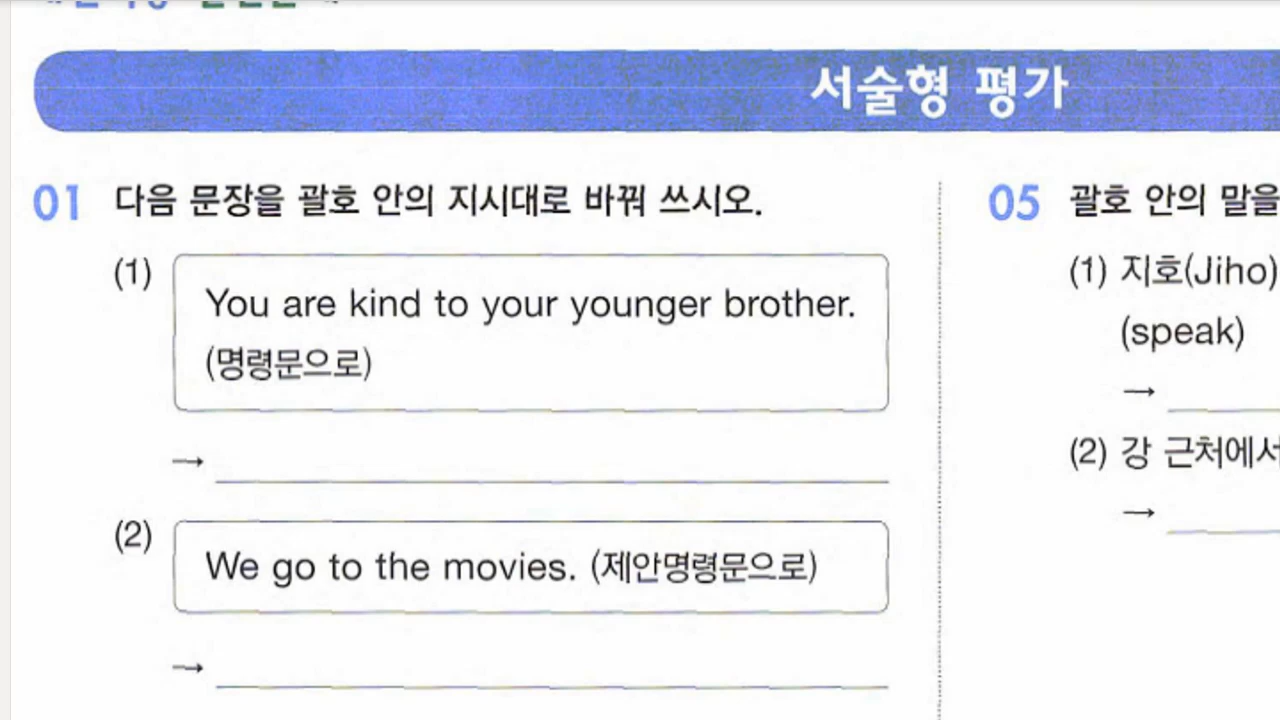 서술형 평가
01 다음 문장을 괄호 안의 지시대로 바꿔 쓰시오.
(1) You are kind to your younger brother.
(명령문으로)
→
(2) We go to the movies. (제안명령문으로)
→
05 괄호 안의 말을
(1) 지호(Jiho)
(speak)
→
(2) 강 근처에서
→